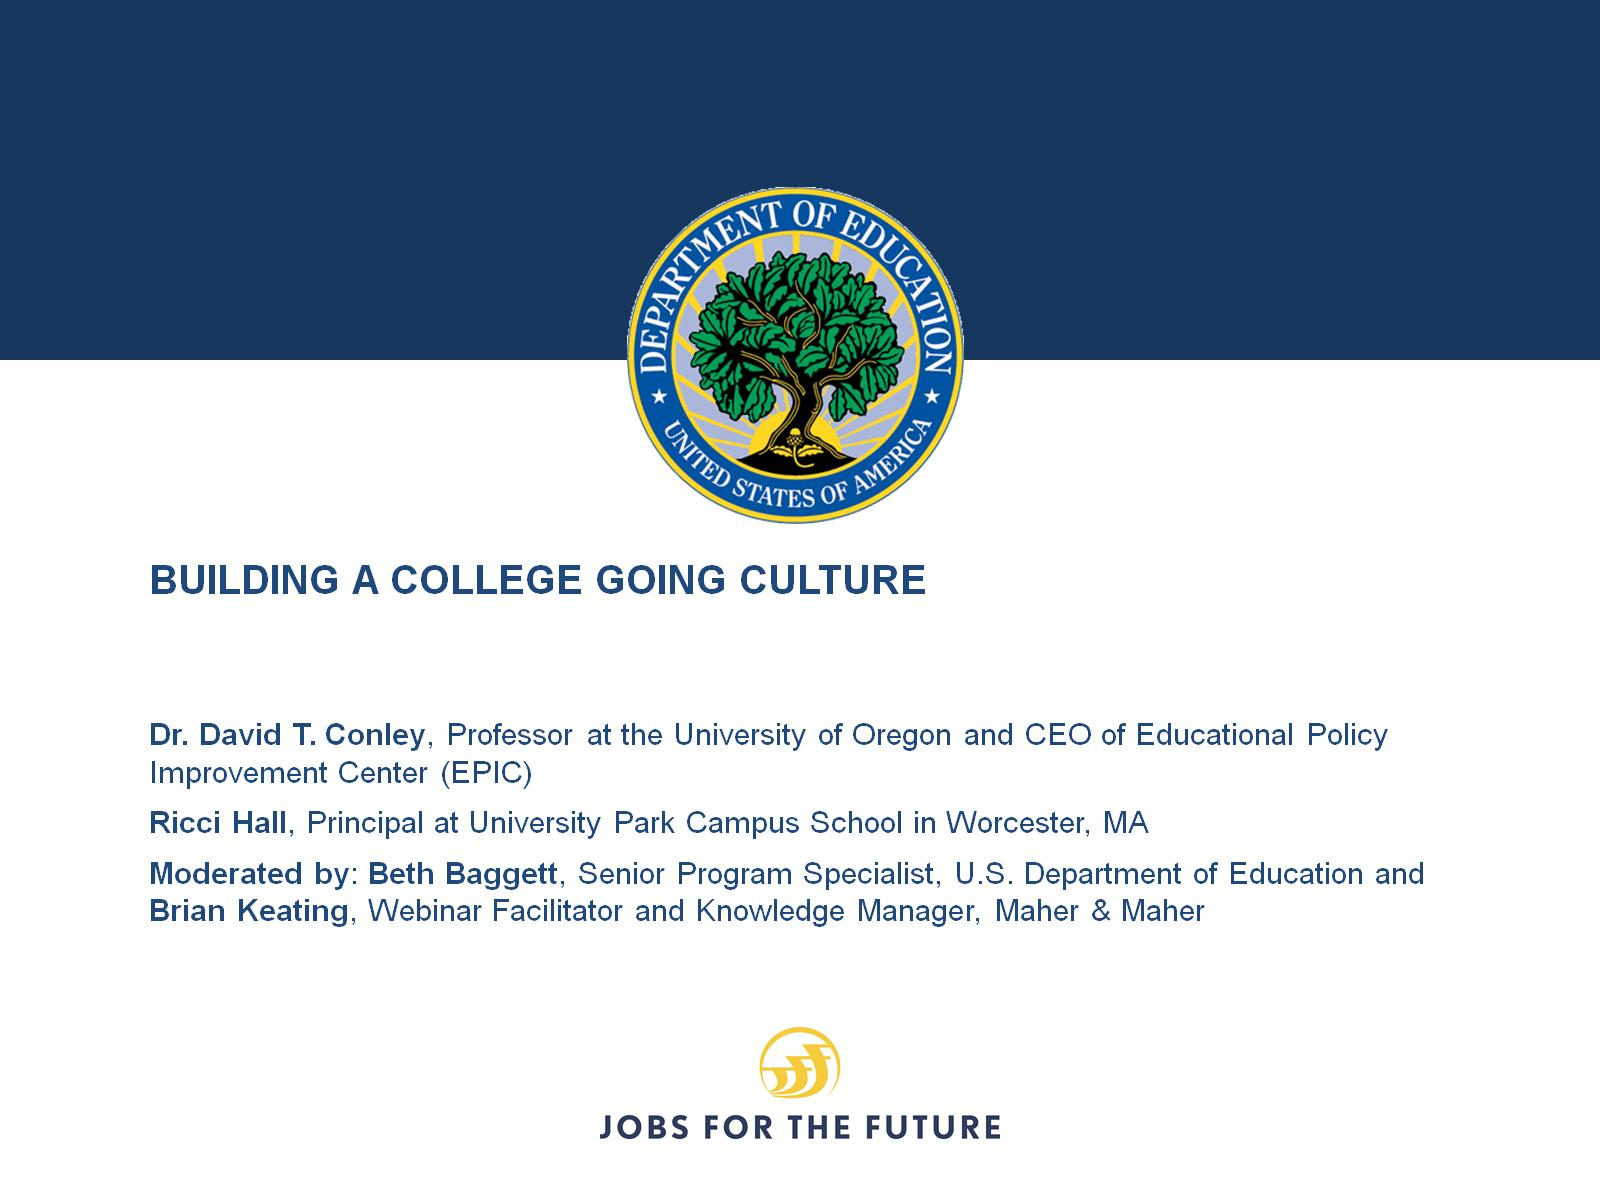 DEPARTMENT OF EDUCATION
UNITED STATES OF AMERICA
BUILDING A COLLEGE GOING CULTURE
Dr. David T. Conley, Professor at the University of Oregon and CEO of Educational Policy
Improvement Center (EPIC)
Ricci Hall, Principal at University Park Campus School in Worcester, MA
Moderated by: Beth Baggett, Senior Program Specialist, U.S. Department of Education and
Brian Keating, Webinar Facilitator and Knowledge Manager, Maher & Maher
JOBS FOR THE FUTURE